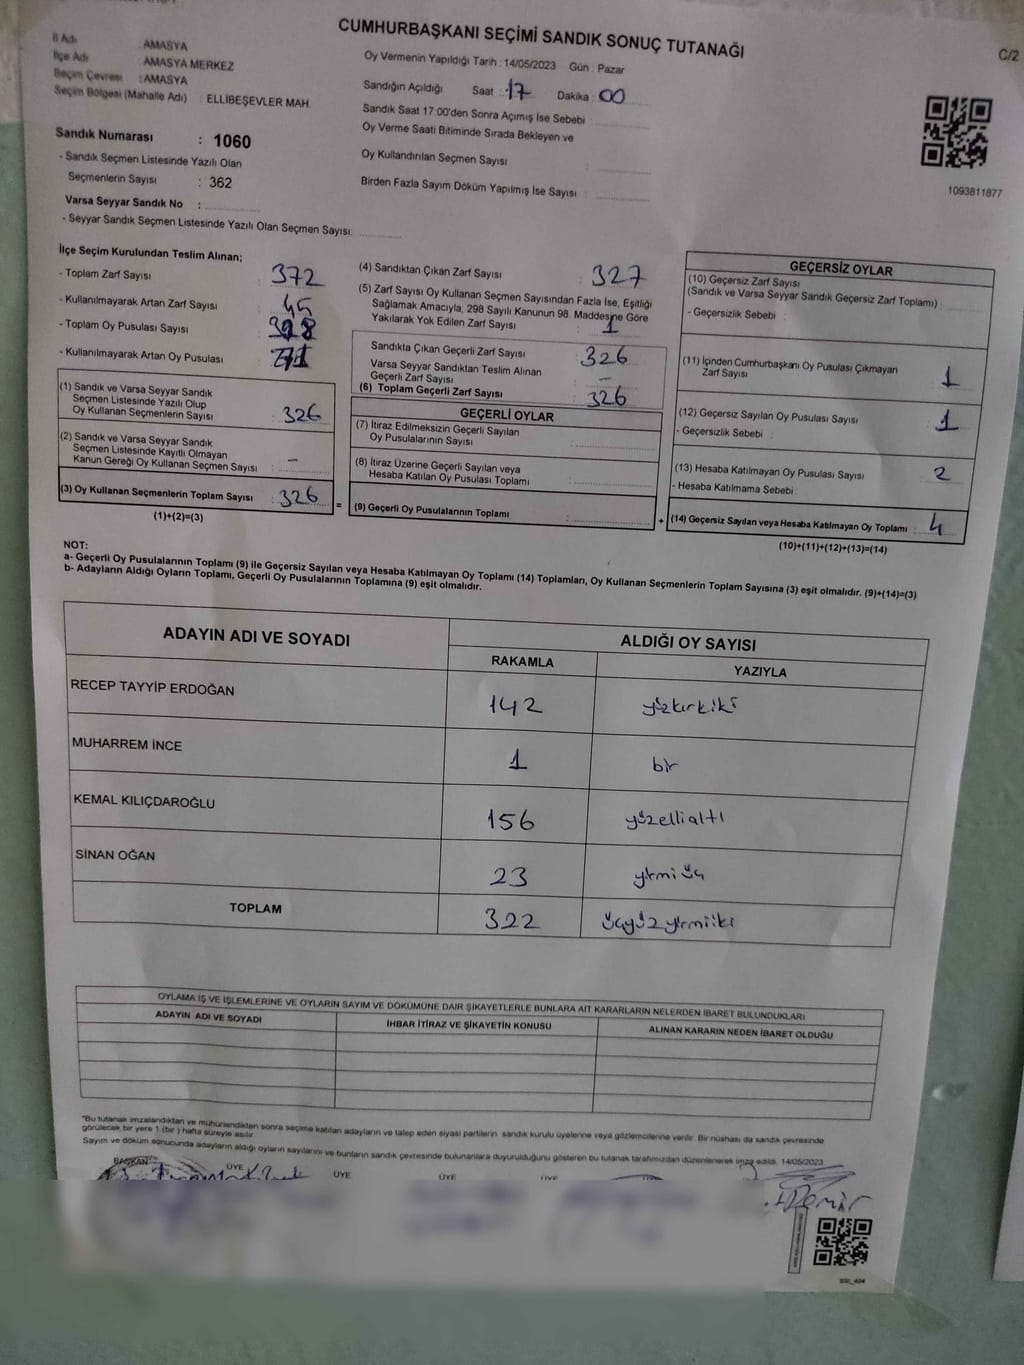 CUMHURBAŞKANI SEÇİMİ SANDIK SONUÇ TUTANAĞI
C/2
İl Adı : AMASYA
İlçe Adı : AMASYA MERKEZ
Seçim Çevresi : AMASYA
Seçim Bölgesi (Mahalle Adı) : ELLİBEŞEVLER MAH.
Oy Vermenin Yapıldığı Tarih : 14/05/2023 Gün : Pazar
Sandığın Açıldığı Saat : 17 Dakika : 00
Sandık Saat 17:00'den Sonra Açımış İse Sebebi :
Oy Verme Saati Bitiminde Sırada Bekleyen ve
Oy Kullandırılan Seçmen Sayısı :
Birden Fazla Sayım Döküm Yapılmış İse Sayısı :
1093811877
Sandık Numarası : 1060
- Sandık Seçmen Listesinde Yazılı Olan
Seçmenlerin Sayısı : 362
Varsa Seyyar Sandık No :
- Seyyar Sandık Seçmen Listesinde Yazılı Olan Seçmen Sayısı:
İlçe Seçim Kurulundan Teslim Alınan;
- Toplam Zarf Sayısı : 372
- Kullanılmayarak Artan Zarf Sayısı : 45
- Toplam Oy Pusulası Sayısı :
- Kullanılmayarak Artan Oy Pusulası :
(1) Sandık ve Varsa Seyyar Sandık
Seçmen Listesinde Yazılı Olup
Oy Kullanan Seçmenlerin Sayısı : 326
(2) Sandık ve Varsa Seyyar Sandık
Seçmen Listesinde Kayıtlı Olmayan
Kanun Gereği Oy Kullanan Seçmen Sayısı : -
(3) Oy Kullanan Seçmenlerin Toplam Sayısı : 326
(1)+(2)=(3)
=
(4) Sandıktan Çıkan Zarf Sayısı : 327
(5) Zarf Sayısı Oy Kullanan Seçmen Sayısından Fazla İse, Eşitliği
Sağlamak Amacıyla, 298 Sayılı Kanunun 98. Maddesine Göre
Yakılarak Yok Edilen Zarf Sayısı : 1
Sandıkta Çıkan Geçerli Zarf Sayısı : 326
Varsa Seyyar Sandıktan Teslim Alınan
Geçerli Zarf Sayısı : -
(6) Toplam Geçerli Zarf Sayısı : 326
GEÇERLİ OYLAR
(7) İtiraz Edilmeksizin Geçerli Sayılan
Oy Pusulalarının Sayısı :
(8) İtiraz Üzerine Geçerli Sayılan veya
Hesaba Katılan Oy Pusulası Toplamı :
(9) Geçerli Oy Pusulalarının Toplamı :
+
GEÇERSİZ OYLAR
(10) Geçersiz Zarf Sayısı
(Sandık ve Varsa Seyyar Sandık Geçersiz Zarf Toplamı) :
- Geçersizlik Sebebi :
(11) İçinden Cumhurbaşkanı Oy Pusulası Çıkmayan
Zarf Sayısı : 1
(12) Geçersiz Sayılan Oy Pusulası Sayısı : 1
- Geçersizlik Sebebi :
(13) Hesaba Katılmayan Oy Pusulası Sayısı : 2
- Hesaba Katılmama Sebebi :
(14) Geçersiz Sayılan veya Hesaba Katılmayan Oy Toplamı : 4
(10)+(11)+(12)+(13)=(14)
NOT:
a- Geçerli Oy Pusulalarının Toplamı (9) ile Geçersiz Sayılan veya Hesaba Katılmayan Oy Toplamı (14) Toplamları, Oy Kullanan Seçmenlerin Toplam Sayısına (3) eşit olmalıdır. (9)+(14)=(3)
b- Adayların Aldığı Oyların Toplamı, Geçerli Oy Pusulalarının Toplamına (9) eşit olmalıdır.
ADAYIN ADI VE SOYADI
ALDIĞI OY SAYISI
RAKAMLA YAZIYLA
RECEP TAYYİP ERDOĞAN 142 yüzkırkiki
MUHARREM İNCE 1 bir
KEMAL KILIÇDAROĞLU 156 yüzellialtı
SİNAN OĞAN 23 yirmiüç
TOPLAM 322 üçyüzyirmiiki
OYLAMA İŞ VE İŞLEMLERİNE VE OYLARIN SAYIM VE DÖKÜMÜNE DAİR ŞİKAYETLERLE BUNLARA AİT KARARLARIN NELERDEN İBARET BULUNDUKLARI
ADAYIN ADI VE SOYADI
İHBAR İTİRAZ VE ŞİKAYETİN KONUSU
ALINAN KARARIN NEDEN İBARET OLDUĞU
*Bu tutanak imzalandıktan ve mühürlendikten sonra seçime katılan adayların ve talep eden siyasi partilerin sandık kurulu üyelerine veya gözlemcilerine verilir. Bir nüshası da sandık çevresinde
görülecek bir yere 1 (bir) hafta süreyle asılır.
Sayım ve döküm sonucunda adayların aldığı oyların sayılarını ve bunların sandık çevresinde bulunanlara duyurulduğunu gösteren bu tutanak tarafımızdan düzenlenerek imza edildi. 14/05/2023
BAŞKAN ÜYE ÜYE ÜYE ÜYE ÜYE
Demir